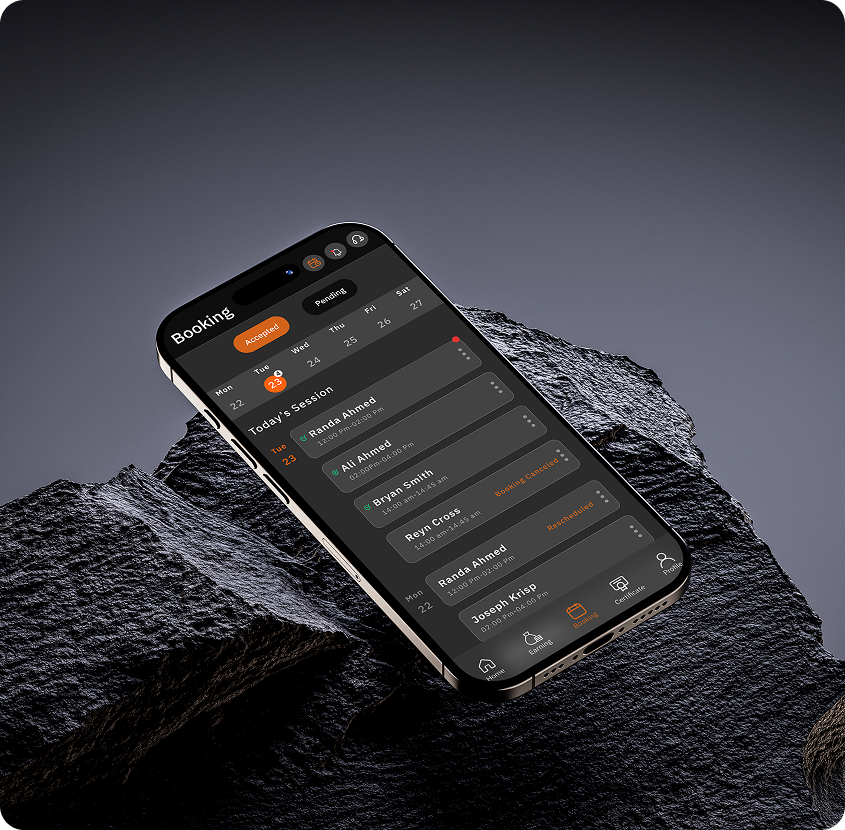 Booking
Accepted
Pending
Mon Tue Wed Thu Fri Sat
22 23 24 25 26 27
Today's Session
Tue
23
Randa Ahmed
12:00 Pm-02:00 Pm
Ali Ahmed
02:00Pm-04:00 Pm
Bryan Smith
14:00 am-14:45 am
Reyn Cross
14:00 am-14:45 am
Booking Canceled
Mon
22
Randa Ahmed
12:00 Pm-02:00 Pm
Rescheduled
Joseph Krisp
02:00 Pm-04:00 Pm
Home
Earning
Booking
Certificate
Profile